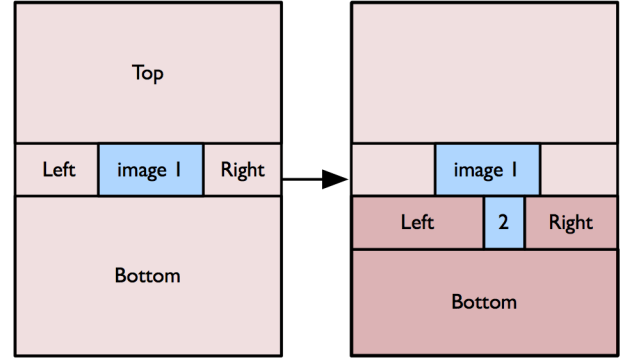 Top
Left image 1 Right
Bottom
image 1
Left 2 Right
Bottom